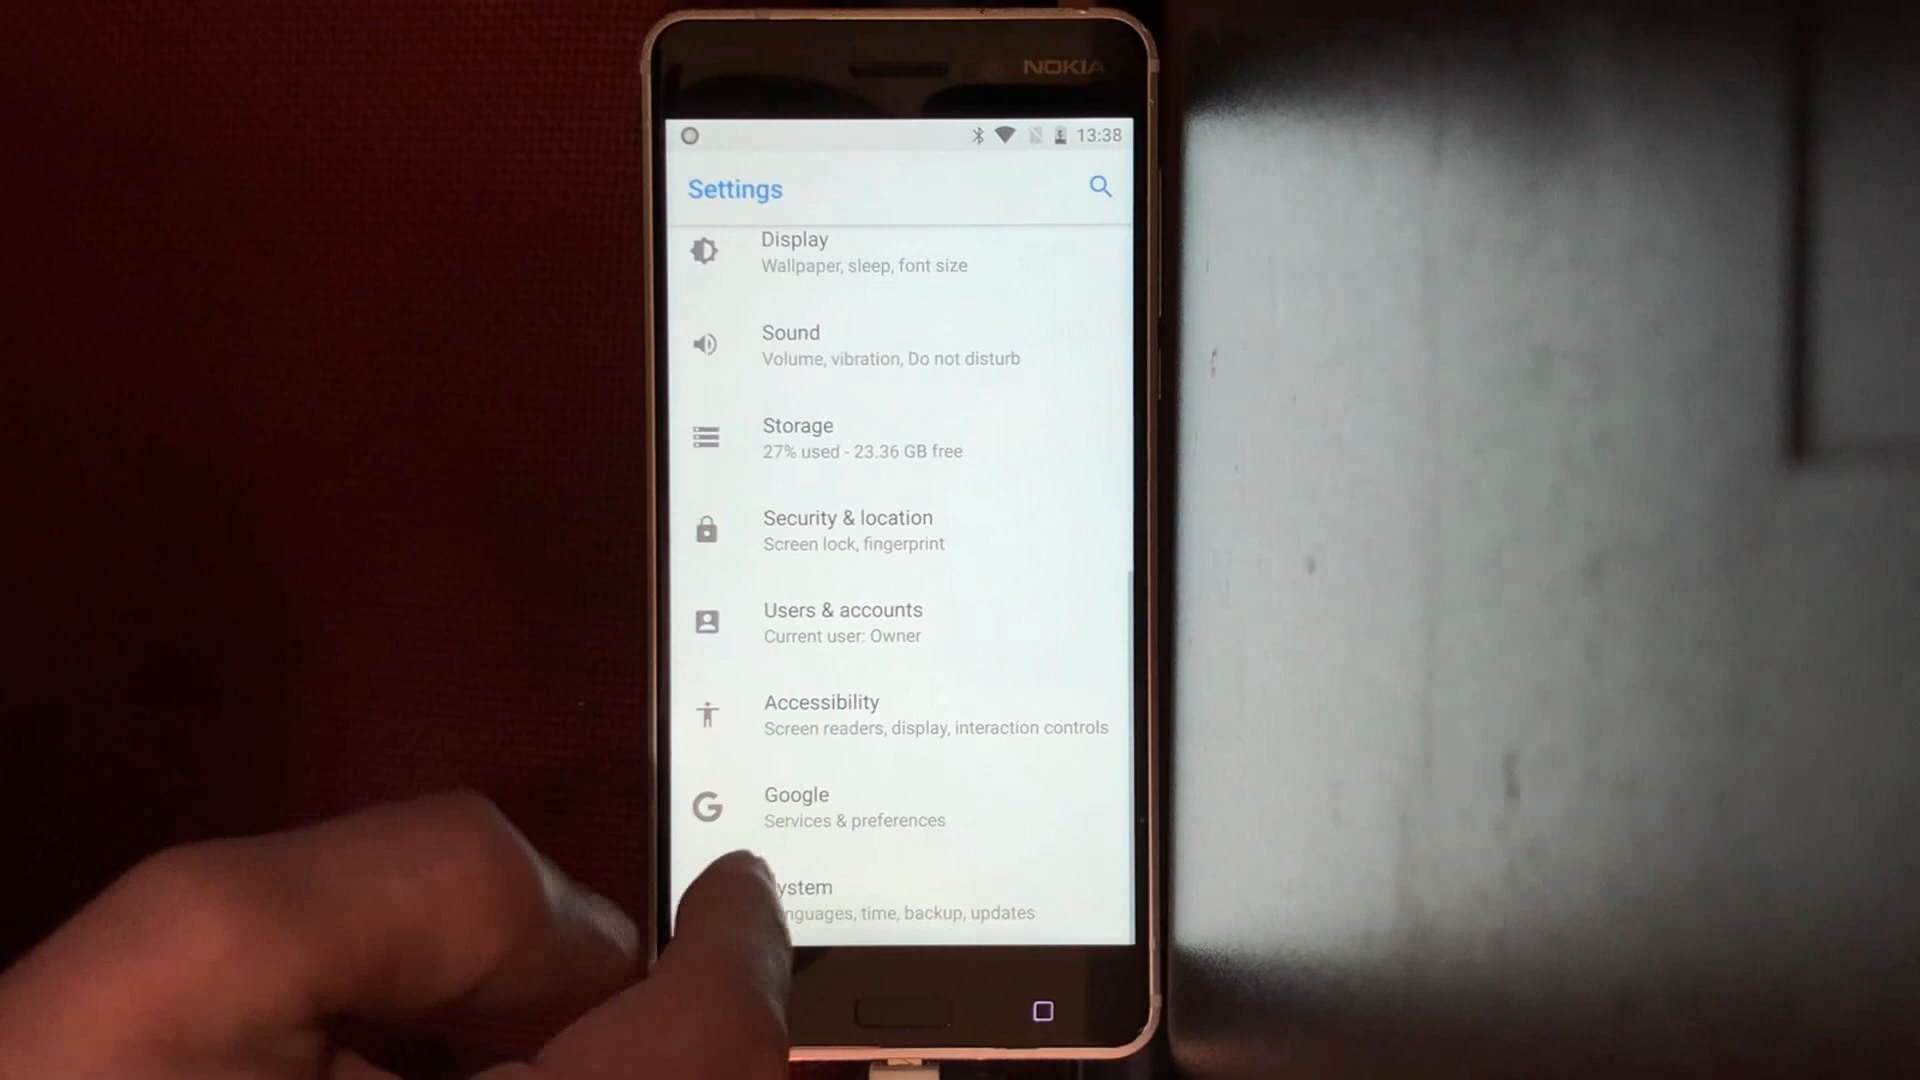 NOKIA
13:38
Settings
Display
Wallpaper, sleep, font size
Sound
Volume, vibration, Do not disturb
Storage
27% used - 23.36 GB free
Security & location
Screen lock, fingerprint
Users & accounts
Current user: Owner
Accessibility
Screen readers, display, interaction controls
Google
Services & preferences
ystem
nguages, time, backup, updates